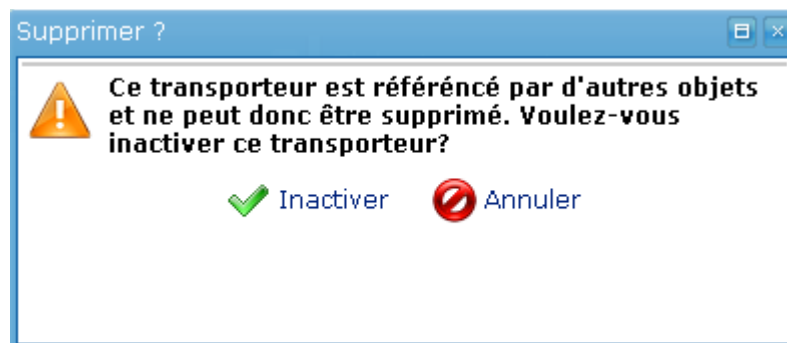 Supprimer ?
Ce transporteur est référéncé par d'autres objets
et ne peut donc être supprimé. Voulez-vous
inactiver ce transporteur?
Inactiver Annuler